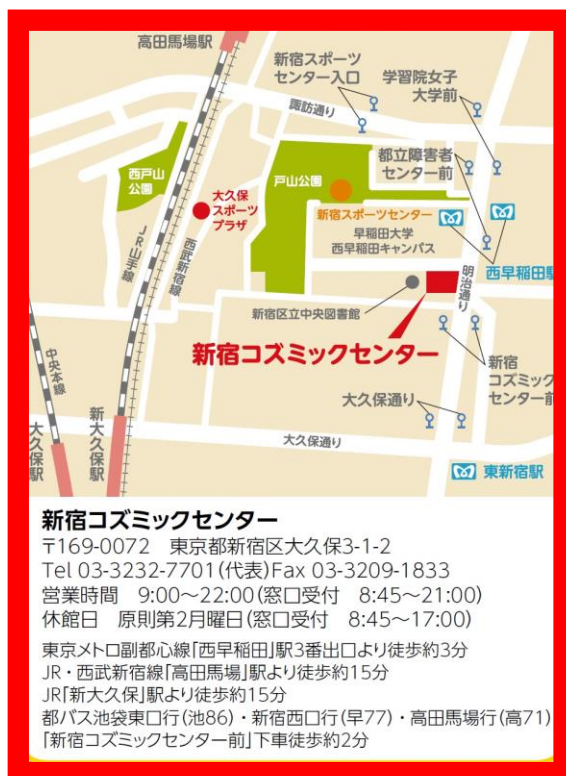 高田馬場駅
新宿スポーツ
センター入口
学習院女子
大学前
諏訪通り
都立障害者
センター前
西戸山
公園
戸山公園
大久保
スポーツ
プラザ
新宿スポーツセンター
早稲田大学
西早稲田キャンパス
西早稲田駅
JR山手線
西武新宿線
明治通り
新宿区立中央図書館
新宿コズミックセンター
中央本線
新宿
コズミック
センター前
大久保通り
大久保通り
大久保駅
新大久保駅
東新宿駅
新宿コズミックセンター
〒169-0072 東京都新宿区大久保3-1-2
Tel 03-3232-7701(代表)Fax 03-3209-1833
営業時間 9:00〜22:00(窓口受付 8:45〜21:00)
休館日 原則第2月曜日(窓口受付 8:45〜17:00)
東京メトロ副都心線「西早稲田」駅3番出口より徒歩約3分
JR・西武新宿線「高田馬場」駅より徒歩約15分
JR「新大久保」駅より徒歩約15分
都バス池袋東口行(池86)・新宿西口行(早77)・高田馬場行(高71)
「新宿コズミックセンター前」下車徒歩約2分